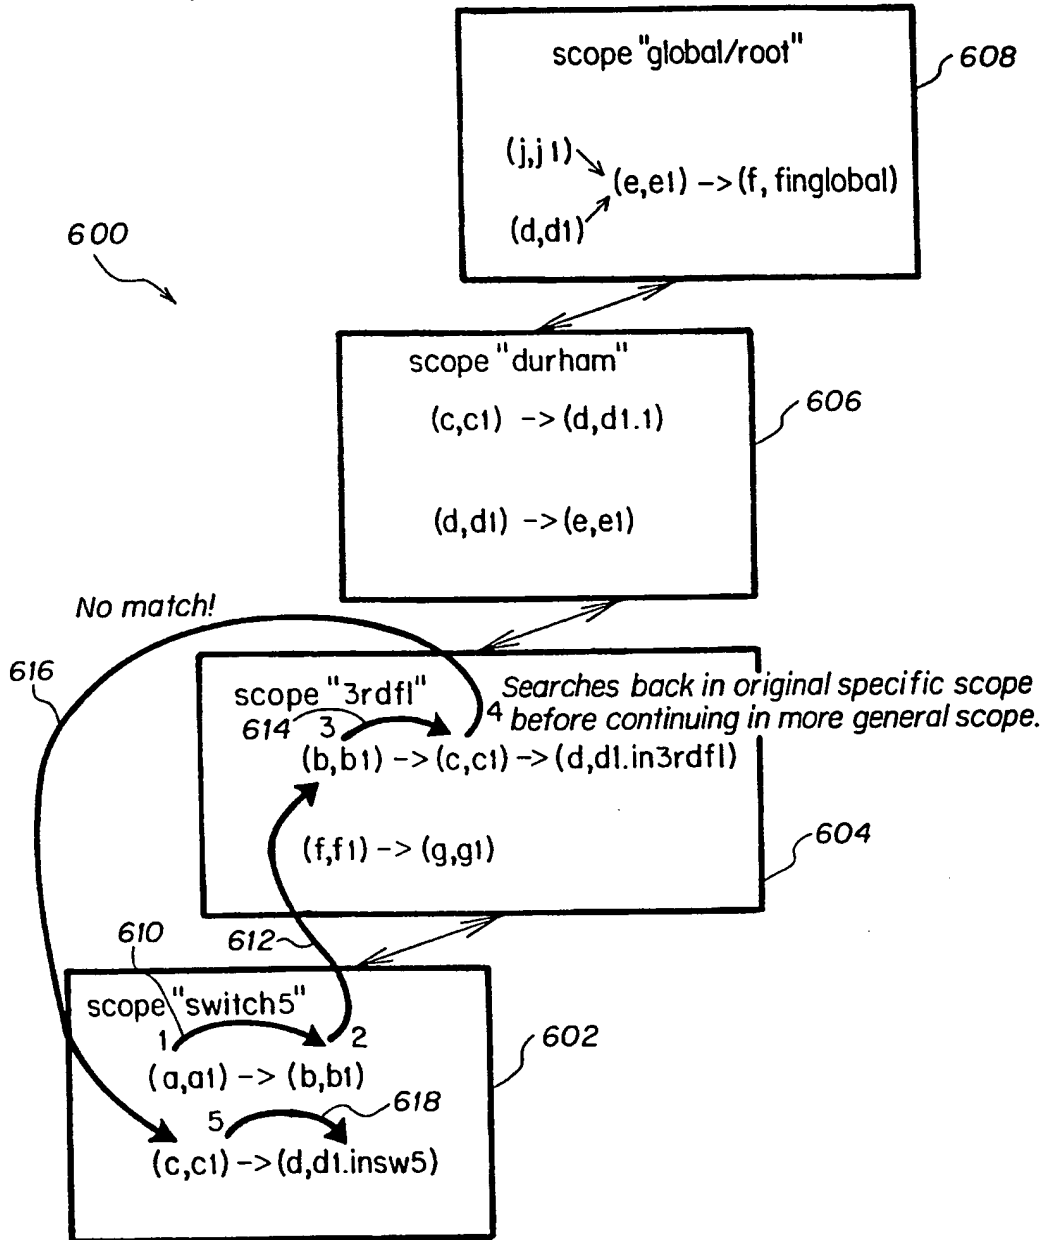 scope "global/root"
608
(j,j1)
(e,e1) -> (f, finglobal)
(d,d1)
600
scope "durham"
606
(c,c1) -> (d,d1.1)
(d,d1) -> (e,e1)
No match!
616
scope "3rdfl"
Searches back in original specific scope
614 3
4 before continuing in more general scope.
(b,b1) -> (c,c1) -> (d,d1.in3rdfl)
604
(f,f1) -> (g,g1)
610
612
scope "switch5"
1 2
602
(a,a1) -> (b,b1)
5 618
(c,c1) -> (d,d1.insw5)